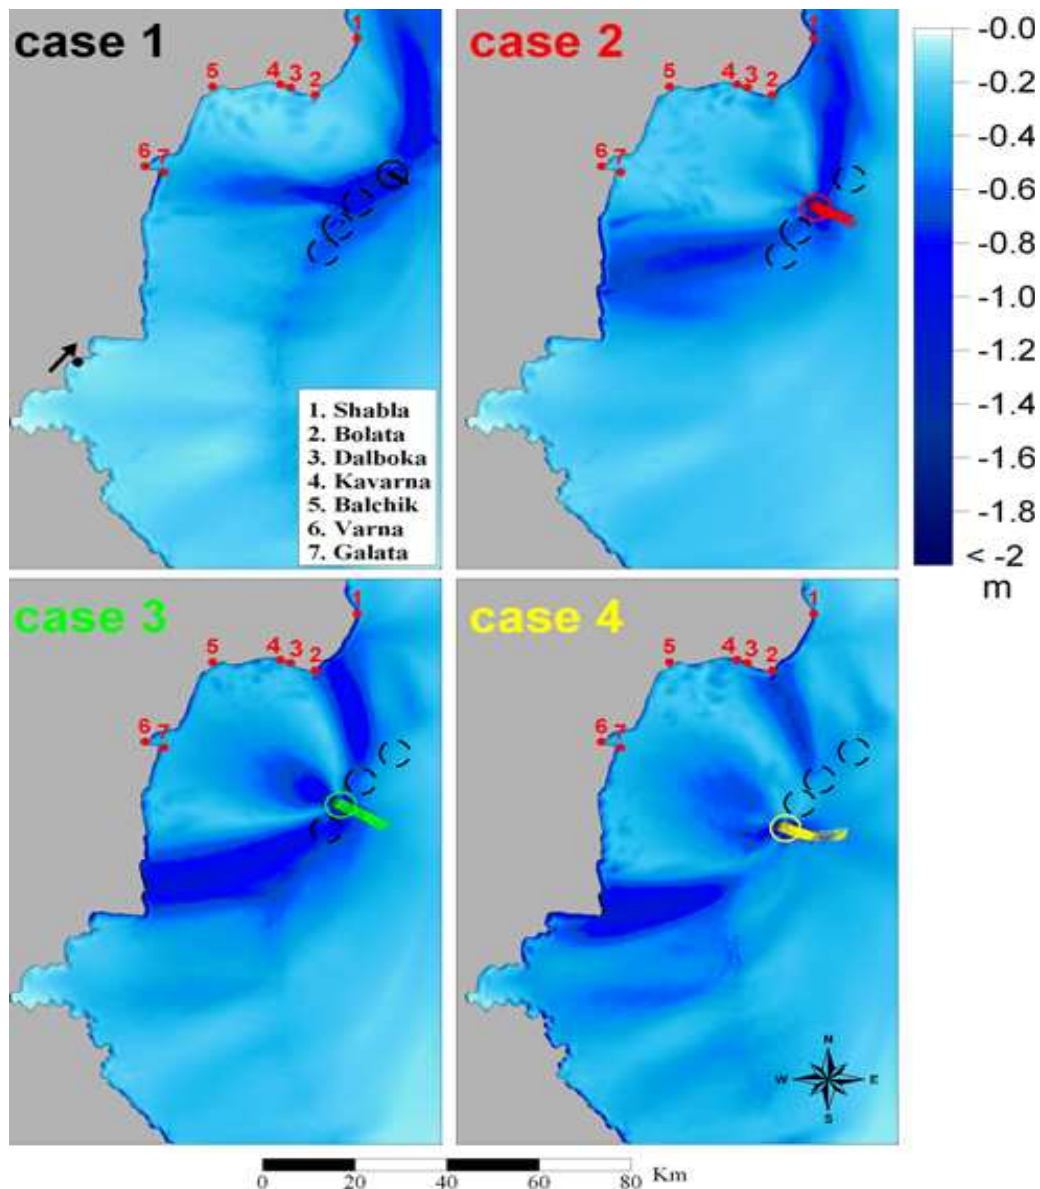 case 1
1
5
4
3
2
6
7
1. Shabla
2. Bolata
3. Dalboka
4. Kavarna
5. Balchik
6. Varna
7. Galata
case 2
1
5
4
3
2
6
7
-0.0
-0.2
-0.4
-0.6
-0.8
-1.0
-1.2
-1.4
-1.6
-1.8
< -2
m
case 3
1
5
4
3
2
6
7
case 4
1
5
4
3
2
6
7
N
W
E
S
0
20
40
60
80
Km